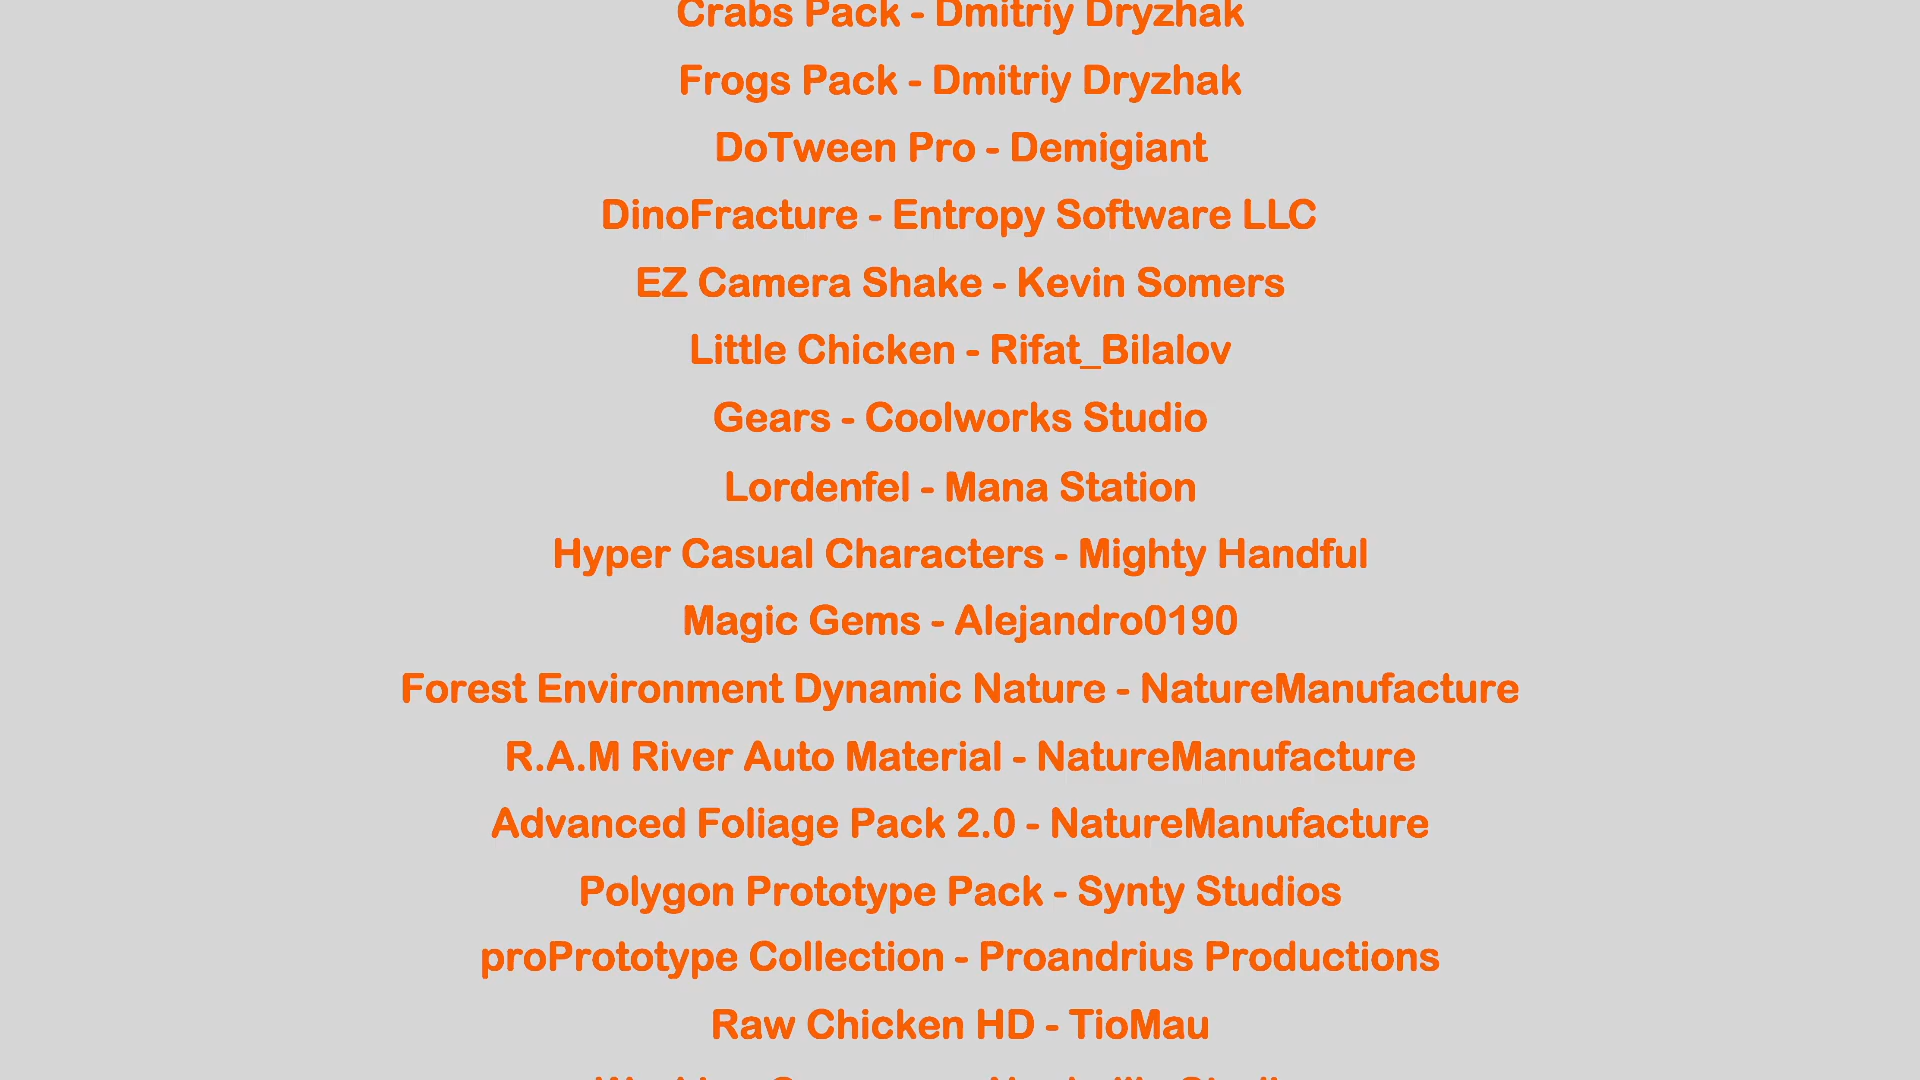 Crabs Pack - Dmitriy Dryzhak
Frogs Pack - Dmitriy Dryzhak
DoTween Pro - Demigiant
DinoFracture - Entropy Software LLC
EZ Camera Shake - Kevin Somers
Little Chicken - Rifat_Bilalov
Gears - Coolworks Studio
Lordenfel - Mana Station
Hyper Casual Characters - Mighty Handful
Magic Gems - Alejandro0190
Forest Environment Dynamic Nature - NatureManufacture
R.A.M River Auto Material - NatureManufacture
Advanced Foliage Pack 2.0 - NatureManufacture
Polygon Prototype Pack - Synty Studios
proPrototype Collection - Proandrius Productions
Raw Chicken HD - TioMau